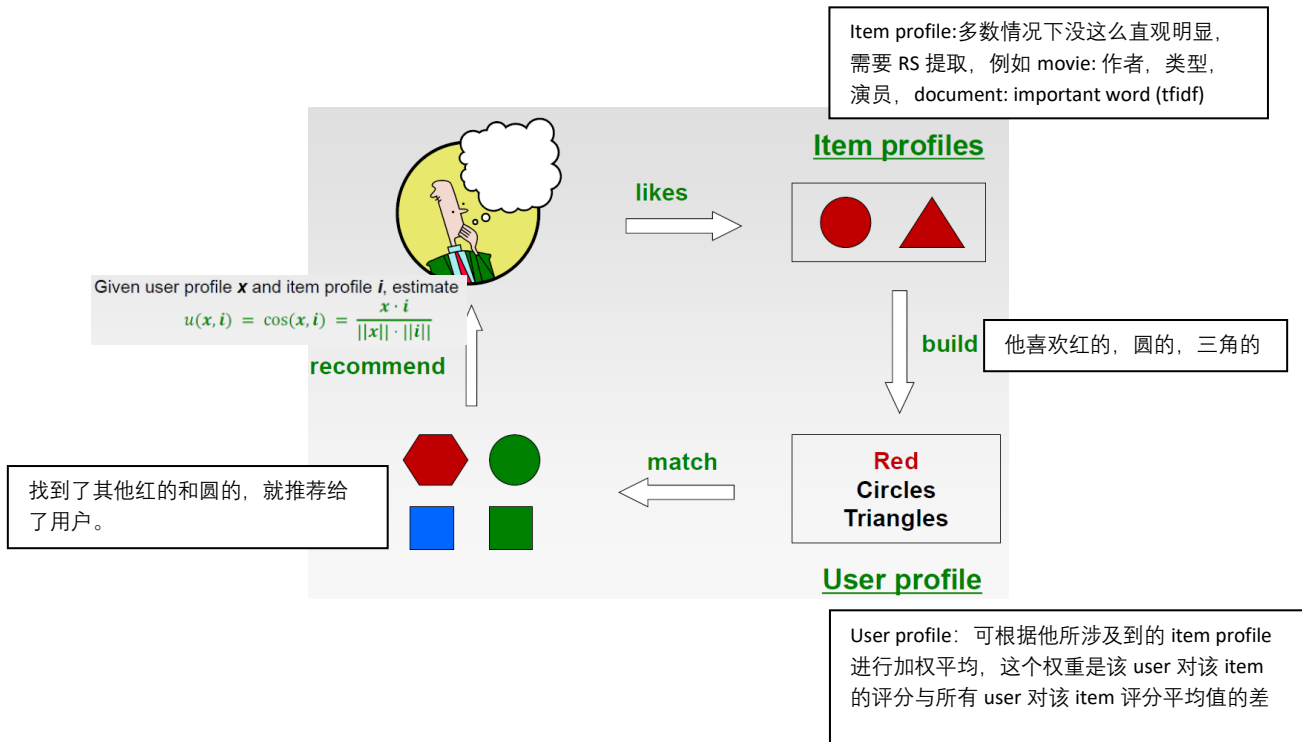 Item profile:多数情况下没这么直观明显，
需要 RS 提取，例如 movie: 作者，类型，
演员，document: important word (tfidf)
Item profiles
likes
Given user profile x and item profile i, estimate
u(x, i) = cos(x, i) = x · i / ||x|| · ||i||
recommend
build
他喜欢红的，圆的，三角的
match
Red
Circles
Triangles
找到了其他红的和圆的，就推荐给
了用户。
User profile
User profile：可根据他所涉及到的 item profile
进行加权平均，这个权重是该 user 对该 item
的评分与所有 user 对该 item 评分平均值的差